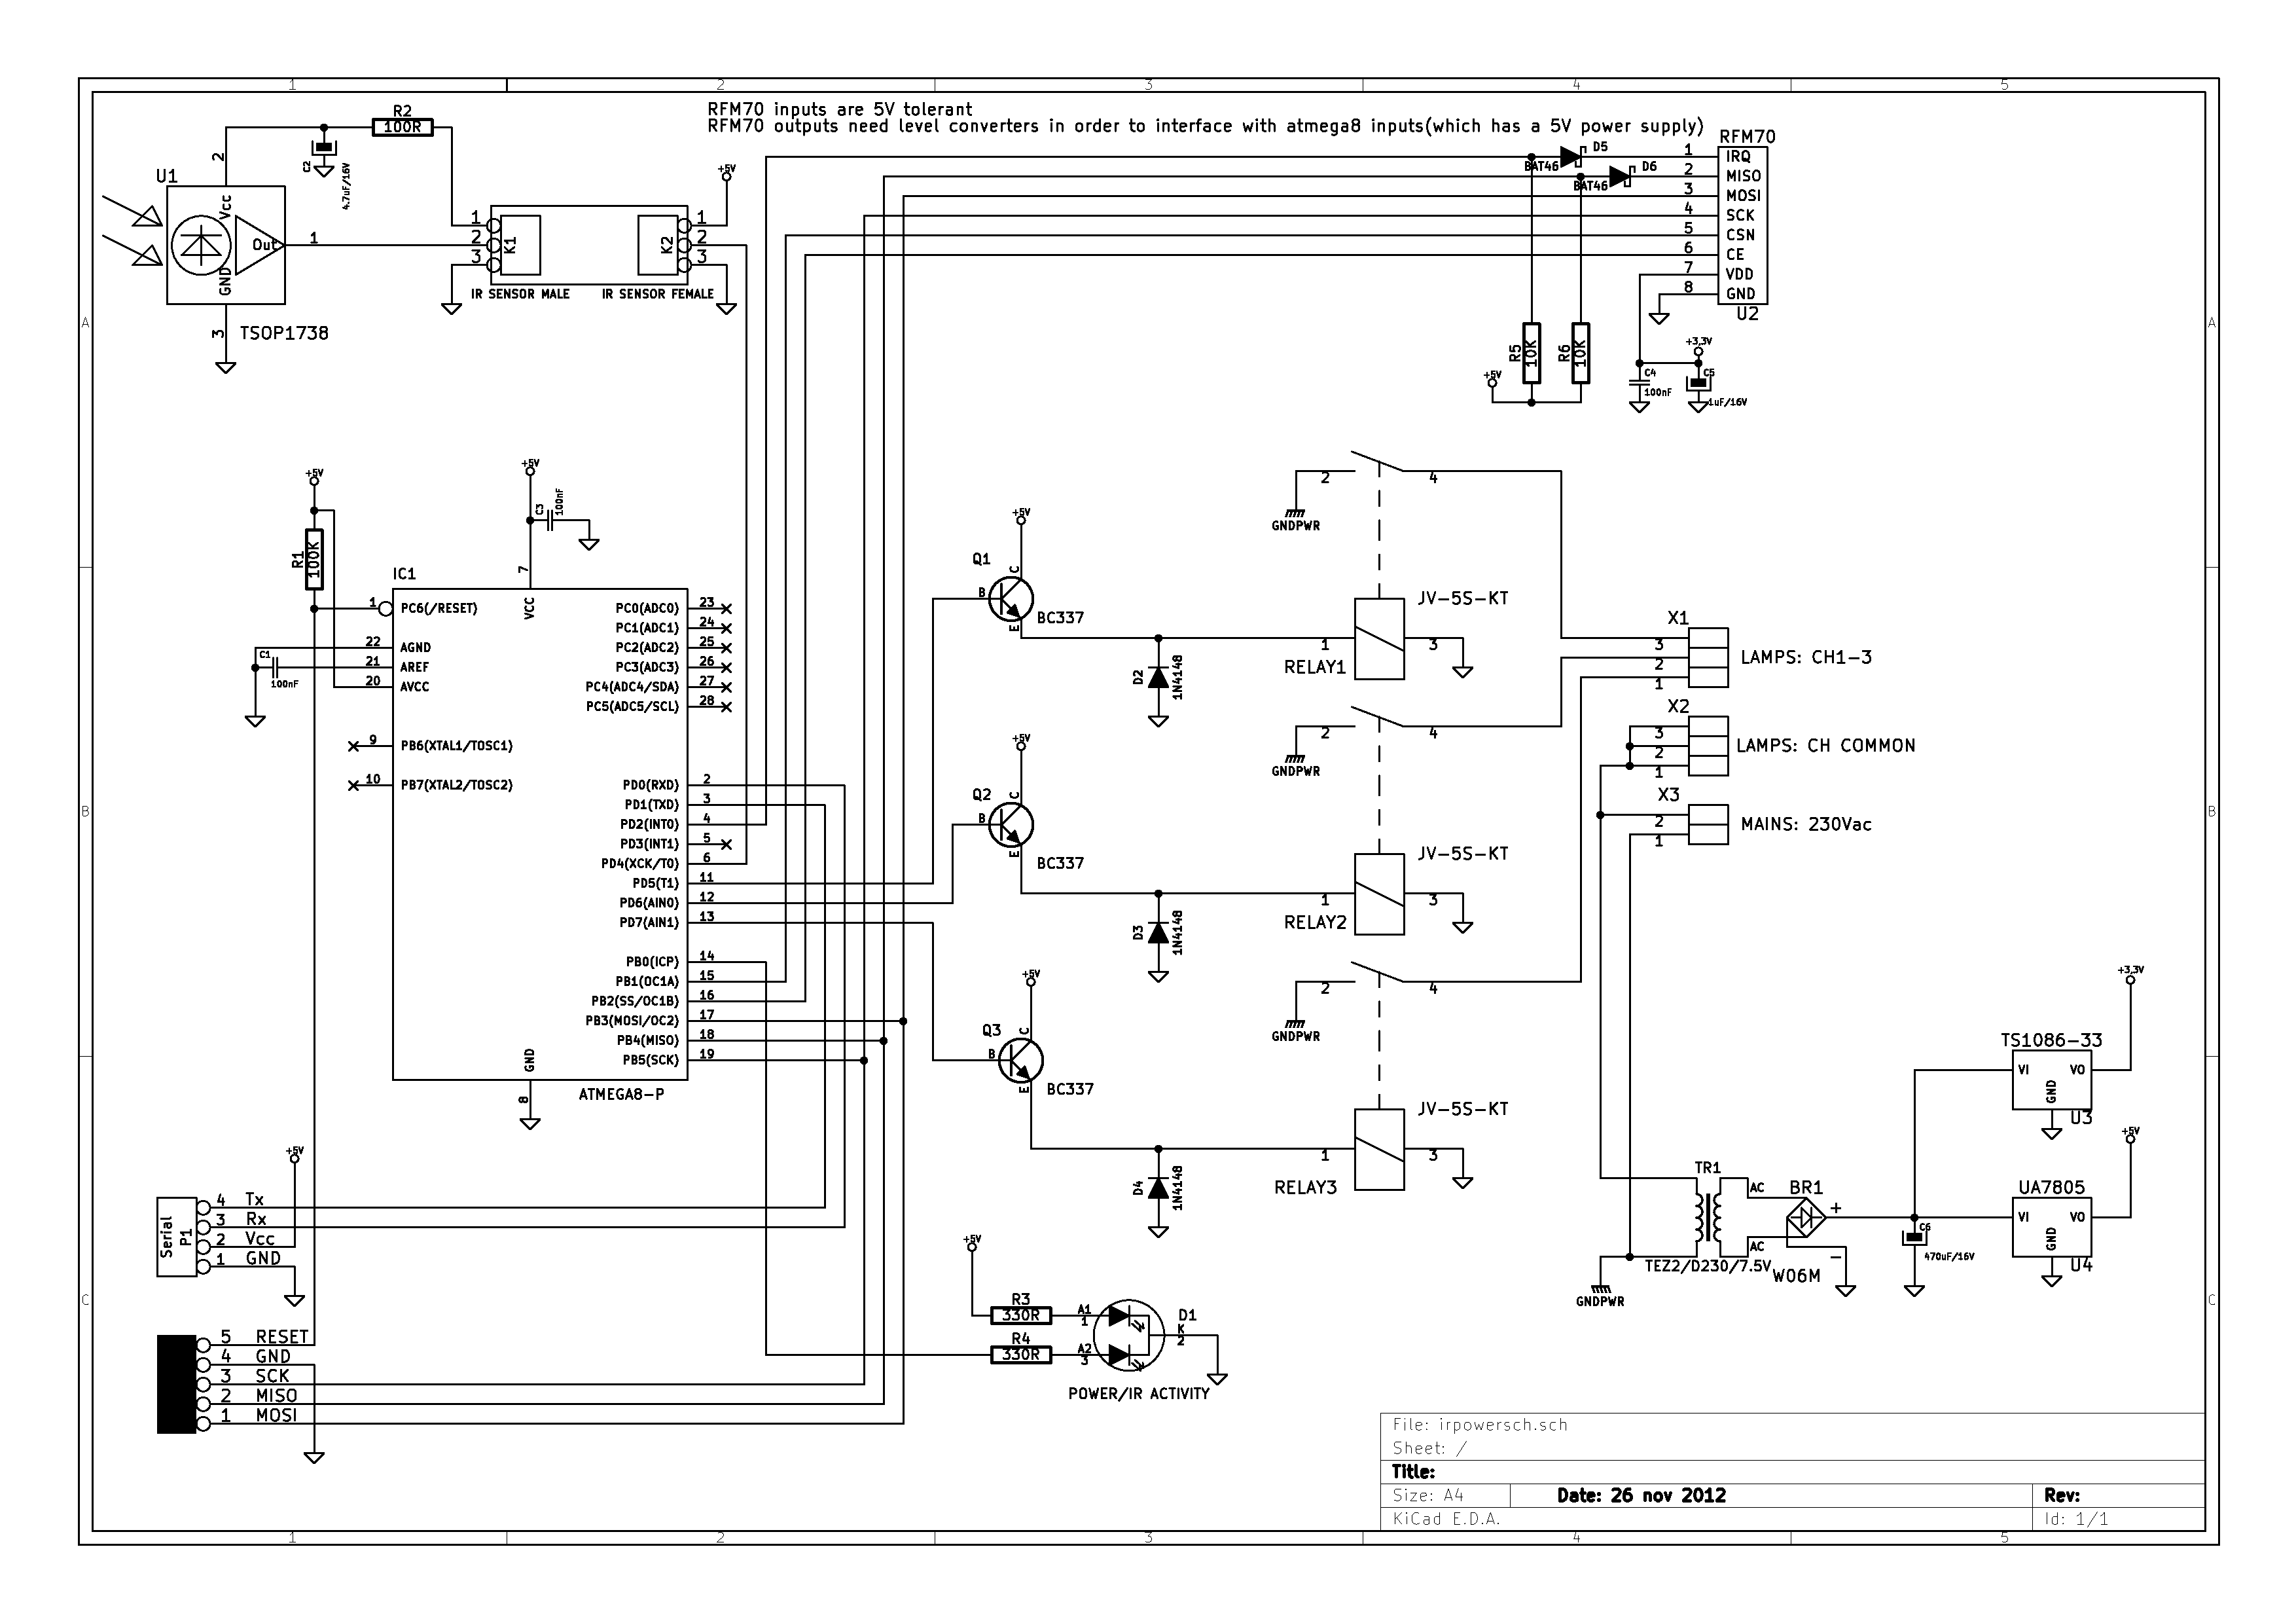 1 2 3 4 5
RFM70 inputs are 5V tolerant
RFM70 outputs need level converters in order to interface with atmega8 inputs(which has a 5V power supply)
R2
100R
C2
4.7uF/16V
U1
2
Vcc
Out
GND
1
3
TSOP1738
1
2
3
K1
IR SENSOR MALE
K2
1
2
3
+5V
IR SENSOR FEMALE
D5
BAT46
D6
BAT46
RFM70
1 IRQ
2 MISO
3 MOSI
4 SCK
5 CSN
6 CE
7 VDD
8 GND
U2
R5
10K
R6
10K
+5V
+3.3V
C4
100nF
C5
1uF/16V
A
A
+5V
R1
100K
+5V
C3
100nF
7
IC1
VCC
1 PC6(/RESET)
22 AGND
21 AREF
20 AVCC
C1
100nF
9 PB6(XTAL1/TOSC1)
10 PB7(XTAL2/TOSC2)
PC0(ADC0) 23
PC1(ADC1) 24
PC2(ADC2) 25
PC3(ADC3) 26
PC4(ADC4/SDA) 27
PC5(ADC5/SCL) 28
PD0(RXD) 2
PD1(TXD) 3
PD2(INT0) 4
PD3(INT1) 5
PD4(XCK/T0) 6
PD5(T1) 11
PD6(AIN0) 12
PD7(AIN1) 13
PB0(ICP) 14
PB1(OC1A) 15
PB2(SS/OC1B) 16
PB3(MOSI/OC2) 17
PB4(MISO) 18
PB5(SCK) 19
GND
8
ATMEGA8-P
+5V
Q1
C
B
E
BC337
D2
1N4148
2
4
GNDPWR
JV-5S-KT
1
3
RELAY1
+5V
Q2
C
B
E
BC337
D3
1N4148
2
4
GNDPWR
JV-5S-KT
1
3
RELAY2
+5V
Q3
C
B
E
BC337
D4
1N4148
2
4
GNDPWR
JV-5S-KT
1
3
RELAY3
X1
3
2
1
LAMPS: CH1-3
X2
3
2
1
LAMPS: CH COMMON
X3
2
1
MAINS: 230Vac
B
B
+3.3V
TS1086-33
VI
VO
GND
U3
+5V
UA7805
VI
VO
GND
U4
TR1
AC
AC
BR1
+
−
TEZ2/D230/7.5V
W06M
C6
470uF/16V
GNDPWR
+5V
Serial
P1
4 Tx
3 Rx
2 Vcc
1 GND
5 RESET
4 GND
3 SCK
2 MISO
1 MOSI
+5V
R3
330R
R4
330R
A1
1
A2
3
D1
K
2
POWER/IR ACTIVITY
C
C
File: irpowersch.sch
Sheet: /
Title:
Size: A4
Date: 26 nov 2012
Rev:
KiCad E.D.A.
Id: 1/1
1 2 3 4 5